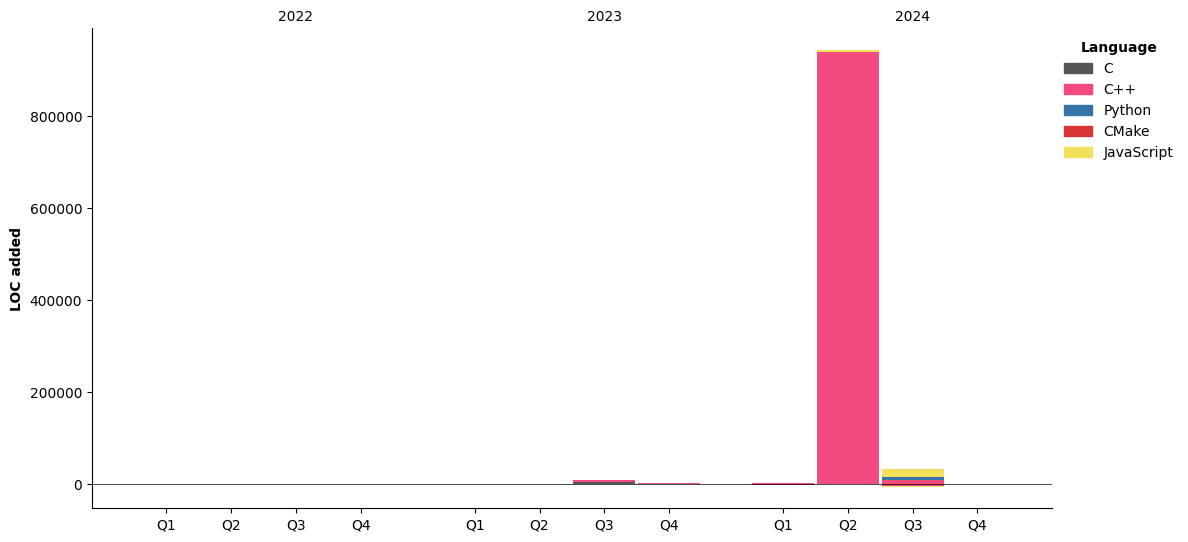 2022 2023 2024
Language
C
C++
Python
CMake
JavaScript
LOC added
800000
600000
400000
200000
0
Q1 Q2 Q3 Q4 Q1 Q2 Q3 Q4 Q1 Q2 Q3 Q4